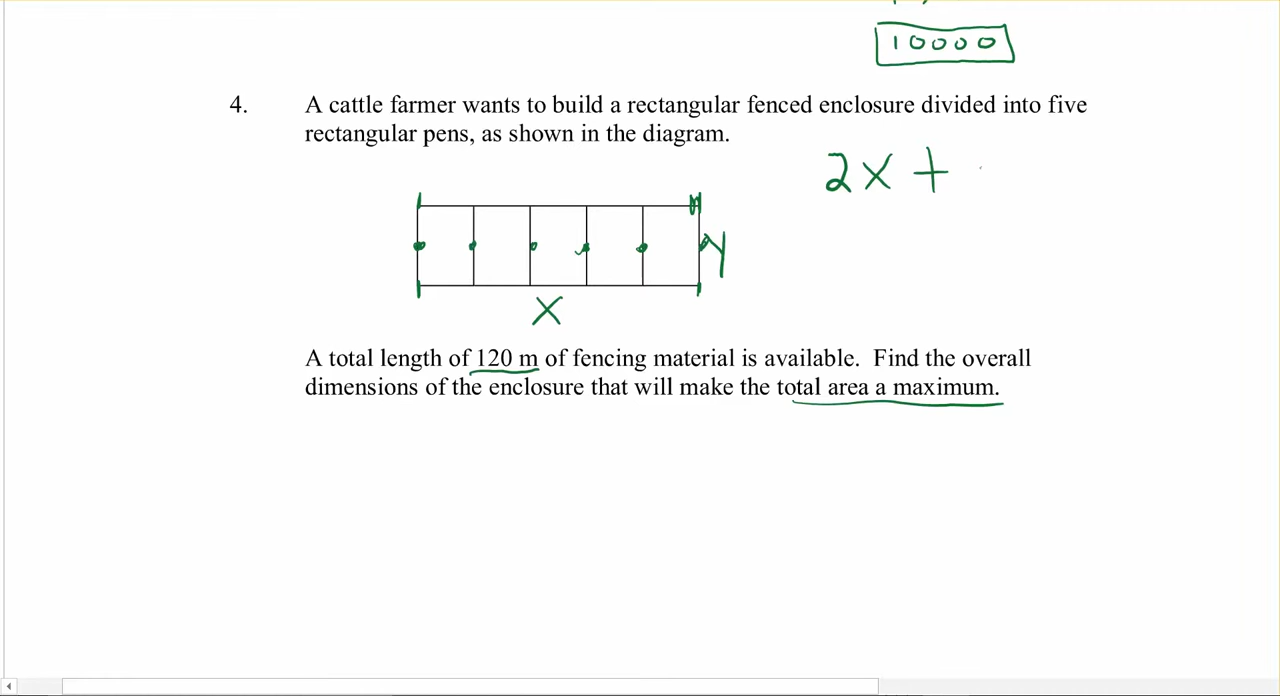 10000
4. A cattle farmer wants to build a rectangular fenced enclosure divided into five
rectangular pens, as shown in the diagram.
2x +
y
x
A total length of 120 m of fencing material is available. Find the overall
dimensions of the enclosure that will make the total area a maximum.